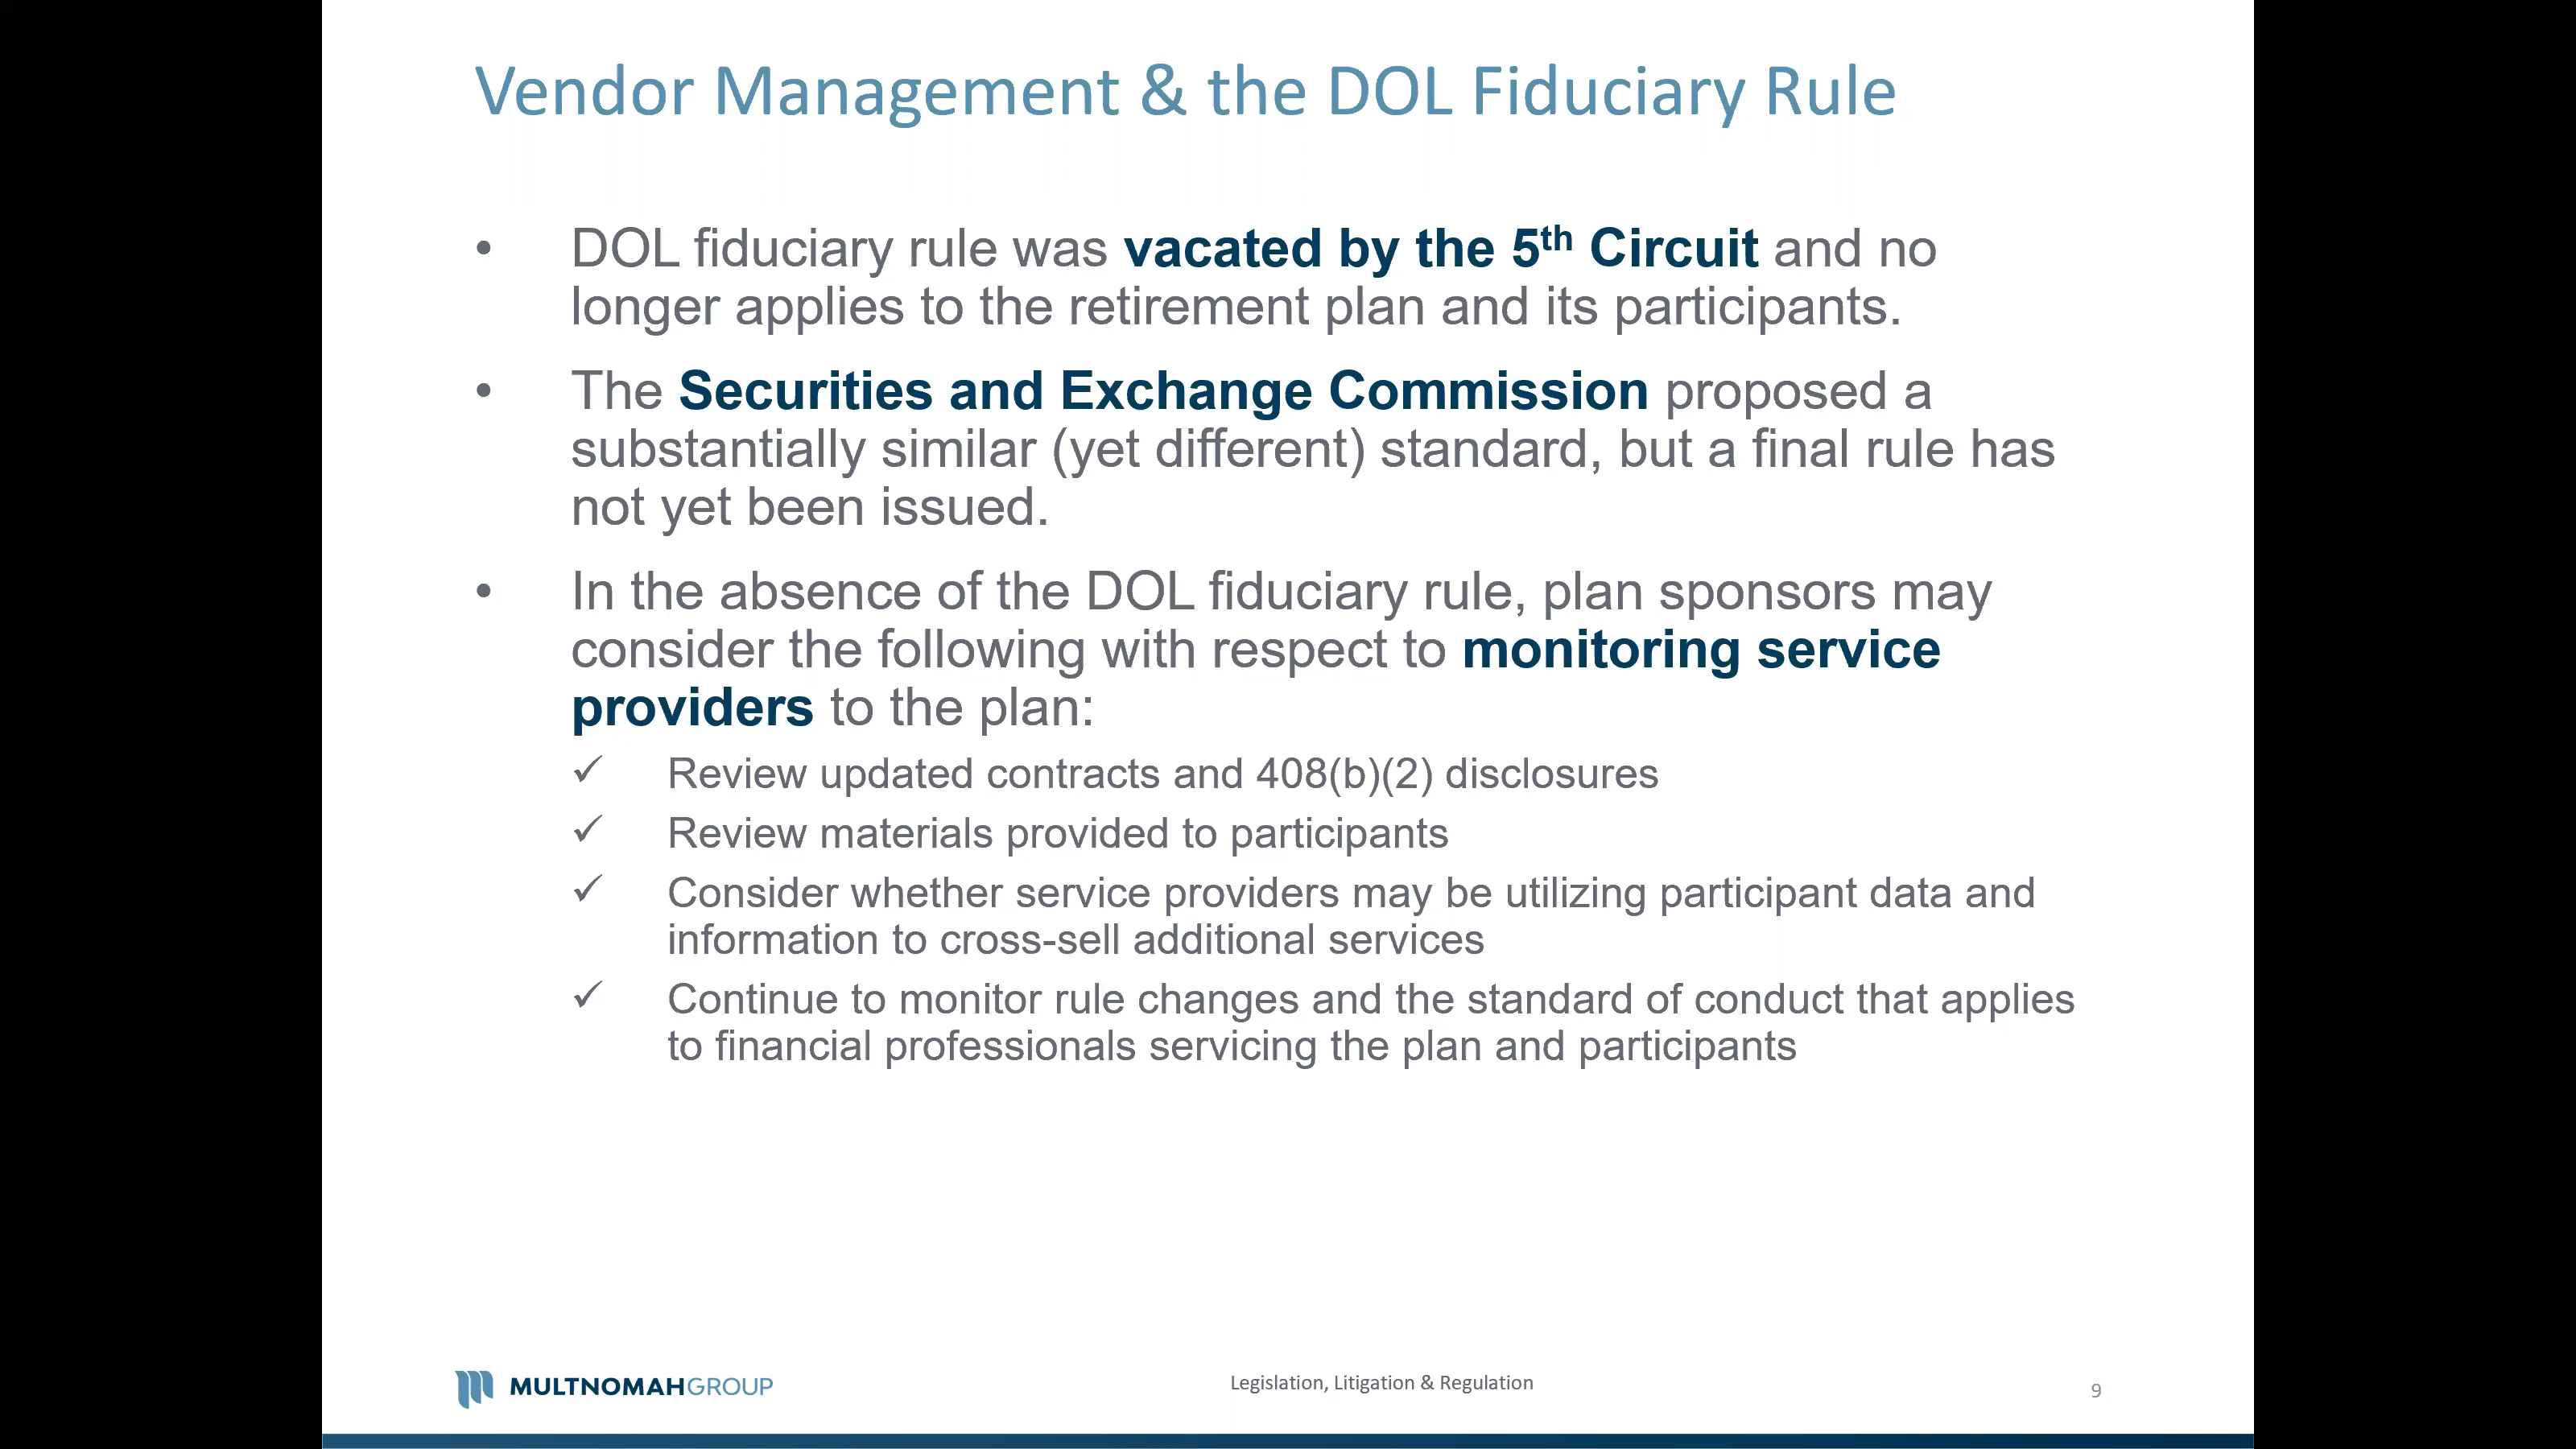 Vendor Management & the DOL Fiduciary Rule
• DOL fiduciary rule was vacated by the 5th Circuit and no
longer applies to the retirement plan and its participants.
• The Securities and Exchange Commission proposed a
substantially similar (yet different) standard, but a final rule has
not yet been issued.
• In the absence of the DOL fiduciary rule, plan sponsors may
consider the following with respect to monitoring service
providers to the plan:
✓ Review updated contracts and 408(b)(2) disclosures
✓ Review materials provided to participants
✓ Consider whether service providers may be utilizing participant data and
information to cross-sell additional services
✓ Continue to monitor rule changes and the standard of conduct that applies
to financial professionals servicing the plan and participants
MULTNOMAHGROUP
Legislation, Litigation & Regulation
9